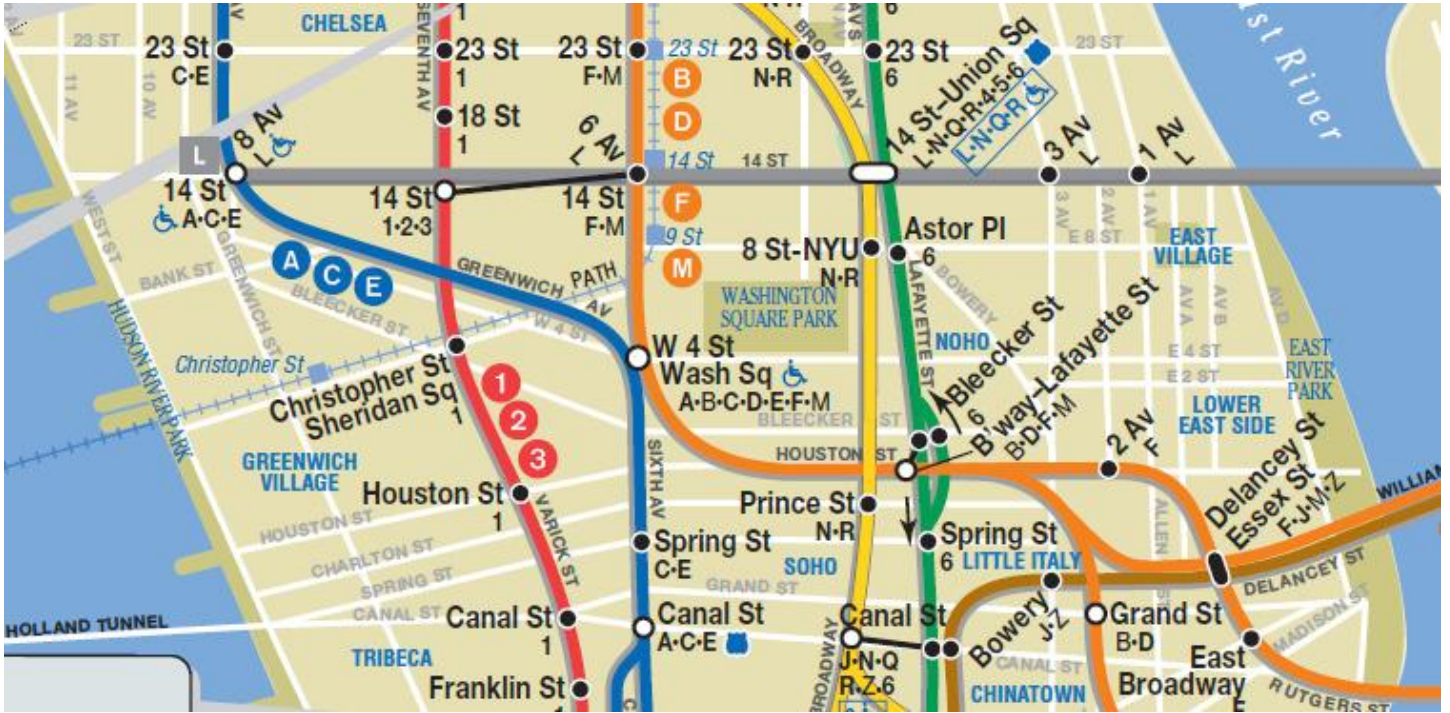 CHELSEA
SEVENTH AV
BROADWAY
East River
23 ST
23 ST
11 AV
10 AV
23 St
C•E
23 St
1
23 St
F•M
23 St
B
D
23 St
N•R
23 St
6
18 St
1
14 St–Union Sq
L•N•Q•R•4•5•6
L•N•Q•R
L
8 Av
L
14 St
A•C•E
14 St
1•2•3
6 Av
L
14 St
F•M
14 St
14 ST
F
M
9 St
3 Av
L
1 Av
L
3 AV
2 AV
1 AV
WEST ST
GREENWICH ST
BANK ST
BLEECKER ST
A
C
E
GREENWICH
AV
PATH
W 4 ST
8 St-NYU
N•R
Astor Pl
6
E 8 ST
EAST
VILLAGE
LAFAYETTE ST
BOWERY
WASHINGTON
SQUARE PARK
NOHO
AV A
AV B
AV D
HUDSON RIVER PARK
Christopher St
Christopher St
Sheridan Sq
1
1
2
3
W 4 St
Wash Sq
A•B•C•D•E•F•M
BLEECKER ST
Bleecker St
6
B'way–Lafayette St
B•D•F•M
E 4 ST
E 2 ST
EAST
RIVER
PARK
LOWER
EAST SIDE
GREENWICH
VILLAGE
HOUSTON ST
2 Av
F
Delancey St
Essex St
F•J•M•Z
WILLIAM
Houston St
1
VARICK ST
SIXTH AV
Prince St
N•R
HOUSTON ST
CHARLTON ST
SPRING ST
CANAL ST
Spring St
C•E
SOHO
GRAND ST
Spring St
6
LITTLE ITALY
ALLEN ST
DELANCEY ST
MADISON ST
HOLLAND TUNNEL
Canal St
1
Canal St
A•C•E
Canal St
J•N•Q
R•Z•6
Bowery
J•Z
Grand St
B•D
TRIBECA
Franklin St
1
BROADWAY
CANAL ST
CHINATOWN
East
Broadway
F
RUTGERS ST